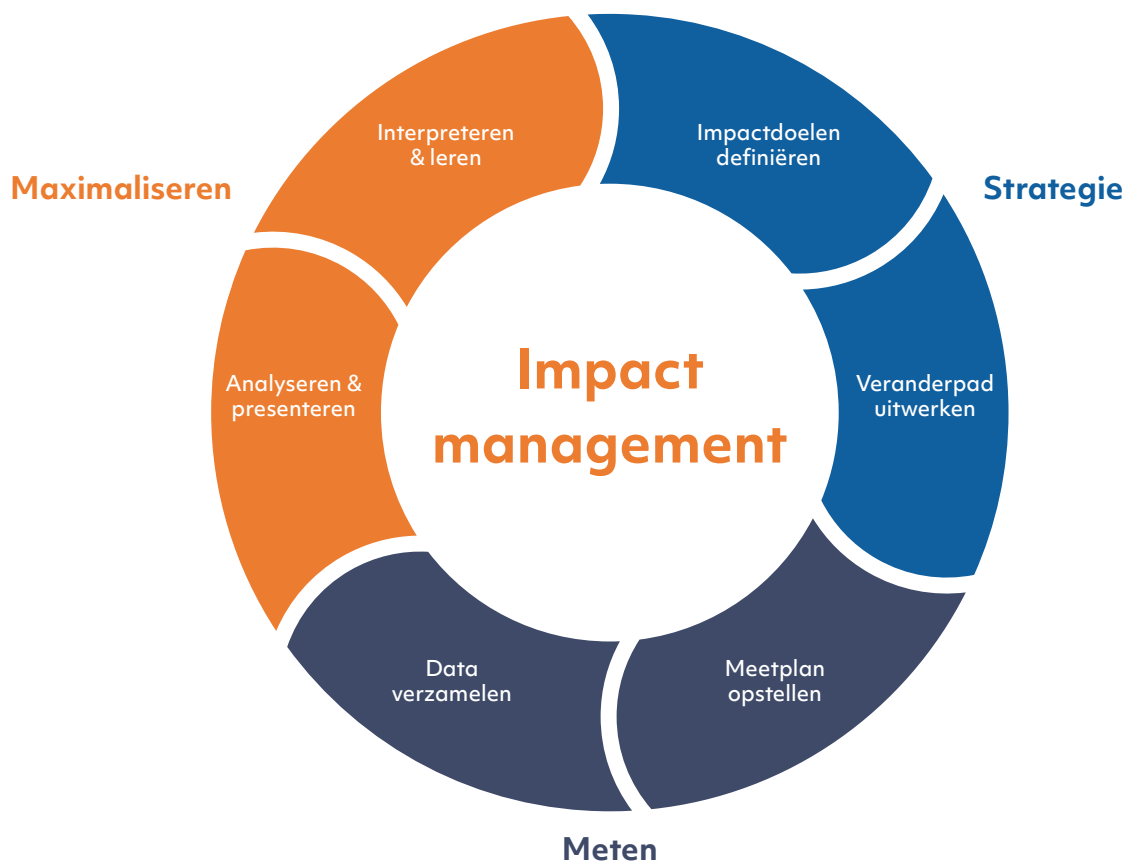 Interpreteren
& leren
Impactdoelen
definiëren
Maximaliseren
Strategie
Analyseren &
presenteren
Impact
management
Veranderpad
uitwerken
Data
verzamelen
Meetplan
opstellen
Meten